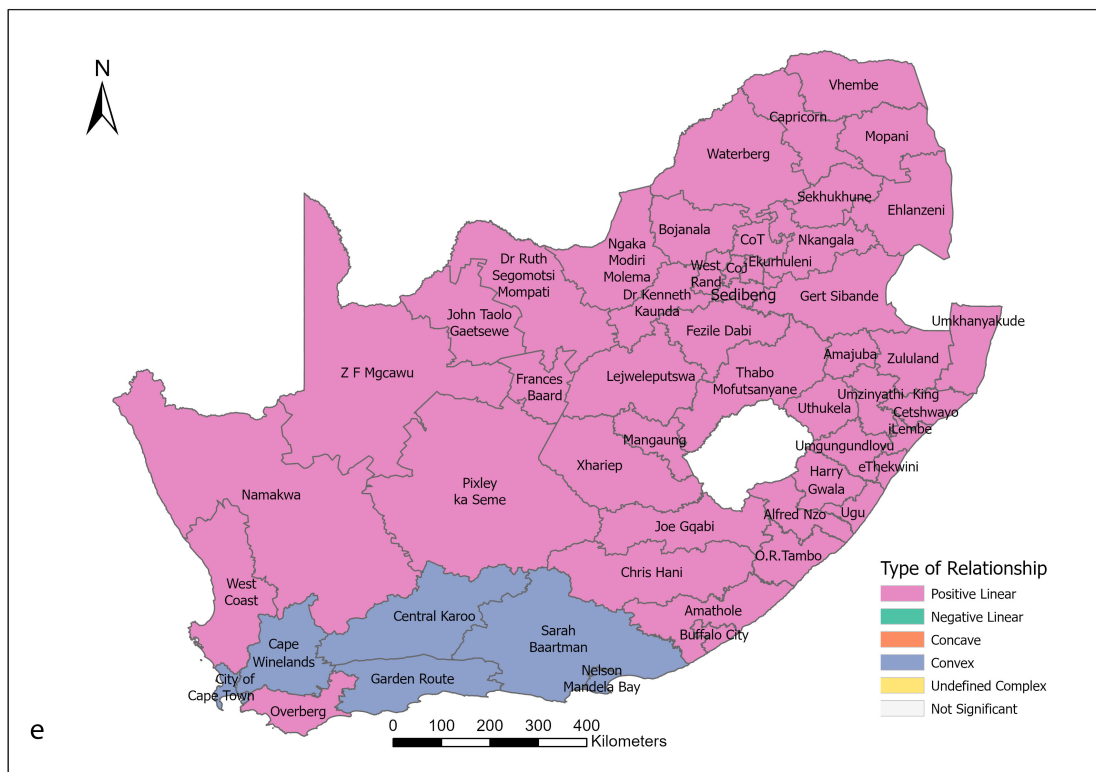 N
Vhembe
Capricorn
Mopani
Waterberg
Sekhukhune
Ehlanzeni
Bojanala
CoT
Nkangala
Ngaka
Modiri
Molema
West
Rand
CoJ
Ekurhuleni
Dr Ruth
Segomotsi
Mompati
Dr Kenneth
Kaunda
Sedibeng
Gert Sibande
John Taolo
Gaetsewe
Umkhanyakude
Fezile Dabi
Amajuba
Zululand
Z F Mgcawu
Frances
Baard
Lejweleputswa
Thabo
Mofutsanyane
Umzinyathi
King
Cetshwayo
Uthukela
iLembe
Mangaung
Umgungundlovu
Xhariep
eThekwini
Harry
Gwala
Pixley
ka Seme
Namakwa
Alfred Nzo
Ugu
Joe Gqabi
O.R.Tambo
Chris Hani
West
Coast
Amathole
Central Karoo
Buffalo City
Sarah
Baartman
Cape
Winelands
City of
Cape Town
Garden Route
Nelson
Mandela Bay
Overberg
Type of Relationship
Positive Linear
Negative Linear
Concave
Convex
Undefined Complex
Not Significant
0 100 200 300 400
Kilometers
e